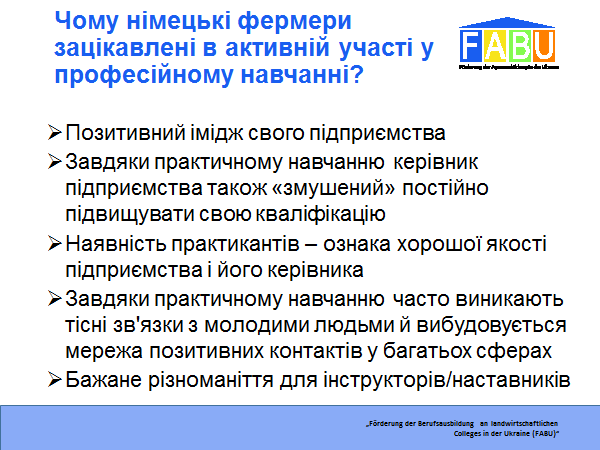 Чому німецькі фермери
зацікавлені в активній участі у
професійному навчанні?
FABU
➢Позитивний імідж свого підприємства
➢Завдяки практичному навчанню керівник
підприємства також «змушений» постійно
підвищувати свою кваліфікацію
➢Наявність практикантів – ознака хорошої якості
підприємства і його керівника
➢Завдяки практичному навчанню часто виникають
тісні зв'язки з молодими людьми й вибудовується
мережа позитивних контактів у багатьох сферах
➢Бажане різноманіття для інструкторів/наставників
„Förderung der Berufsausbildung an landwirtschaftlichen
Colleges in der Ukraine (FABU)“